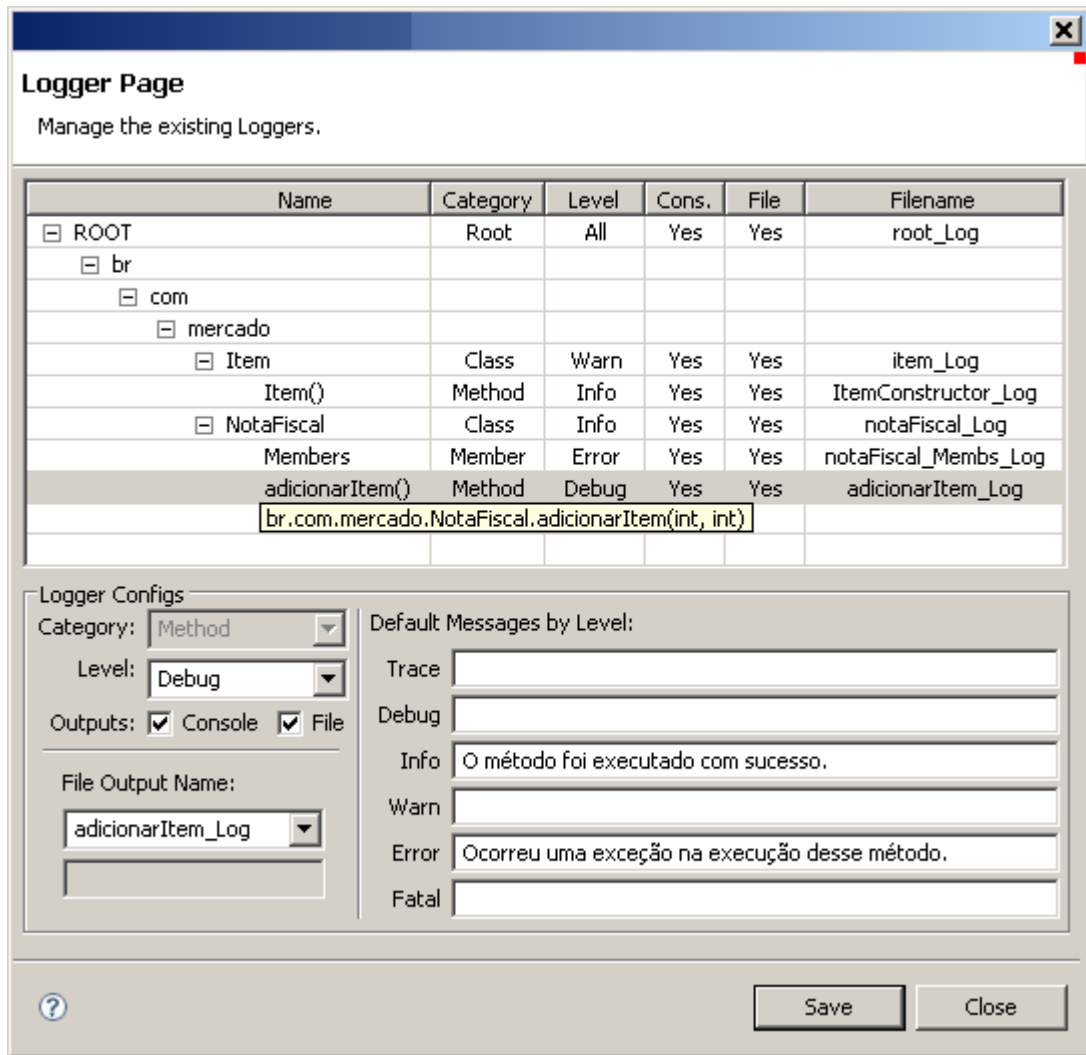 Logger Page
Manage the existing Loggers.
Name Category Level Cons. File Filename
ROOT Root All Yes Yes root_Log
br
com
mercado
Item Class Warn Yes Yes item_Log
Item() Method Info Yes Yes ItemConstructor_Log
NotaFiscal Class Info Yes Yes notaFiscal_Log
Members Member Error Yes Yes notaFiscal_Membs_Log
adicionarItem() Method Debug Yes Yes adicionarItem_Log
br.com.mercado.NotaFiscal.adicionarItem(int, int)
Logger Configs
Category: Method
Level: Debug
Outputs: Console File
File Output Name:
adicionarItem_Log
Default Messages by Level:
Trace
Debug
Info O método foi executado com sucesso.
Warn
Error Ocorreu uma exceção na execução desse método.
Fatal
? Save Close